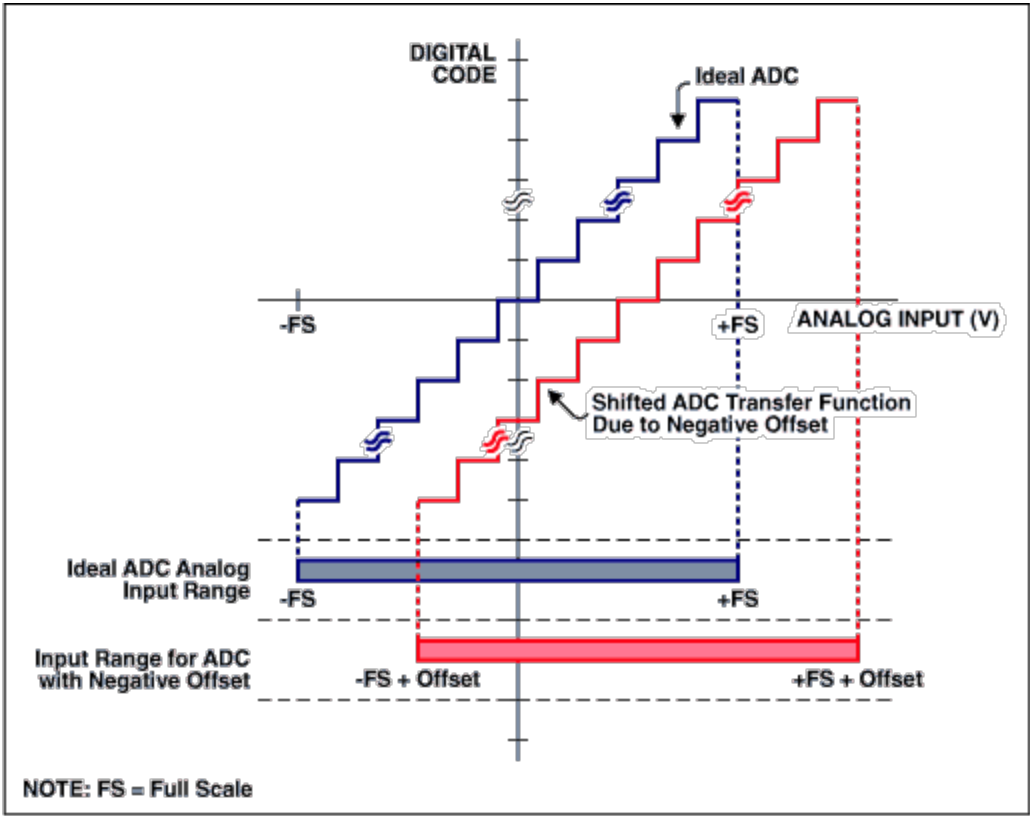 DIGITAL
CODE
Ideal ADC
-FS
+FS
ANALOG INPUT (V)
Shifted ADC Transfer Function
Due to Negative Offset
Ideal ADC Analog
Input Range
-FS
+FS
Input Range for ADC
with Negative Offset
-FS + Offset
+FS + Offset
NOTE: FS = Full Scale